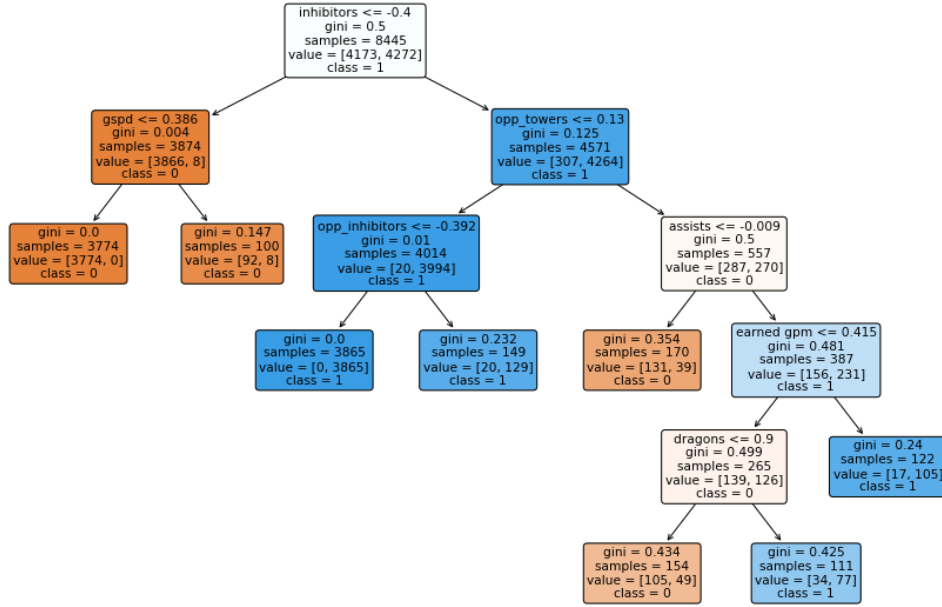 inhibitors <= -0.4
gini = 0.5
samples = 8445
value = [4173, 4272]
class = 1
gspd <= 0.386
gini = 0.004
samples = 3874
value = [3866, 8]
class = 0
opp_towers <= 0.13
gini = 0.125
samples = 4571
value = [307, 4264]
class = 1
gini = 0.0
samples = 3774
value = [3774, 0]
class = 0
gini = 0.147
samples = 100
value = [92, 8]
class = 0
opp_inhibitors <= -0.392
gini = 0.01
samples = 4014
value = [20, 3994]
class = 1
assists <= -0.009
gini = 0.5
samples = 557
value = [287, 270]
class = 0
gini = 0.0
samples = 3865
value = [0, 3865]
class = 1
gini = 0.232
samples = 149
value = [20, 129]
class = 1
gini = 0.354
samples = 170
value = [131, 39]
class = 0
earned gpm <= 0.415
gini = 0.481
samples = 387
value = [156, 231]
class = 1
dragons <= 0.9
gini = 0.499
samples = 265
value = [139, 126]
class = 0
gini = 0.24
samples = 122
value = [17, 105]
class = 1
gini = 0.434
samples = 154
value = [105, 49]
class = 0
gini = 0.425
samples = 111
value = [34, 77]
class = 1